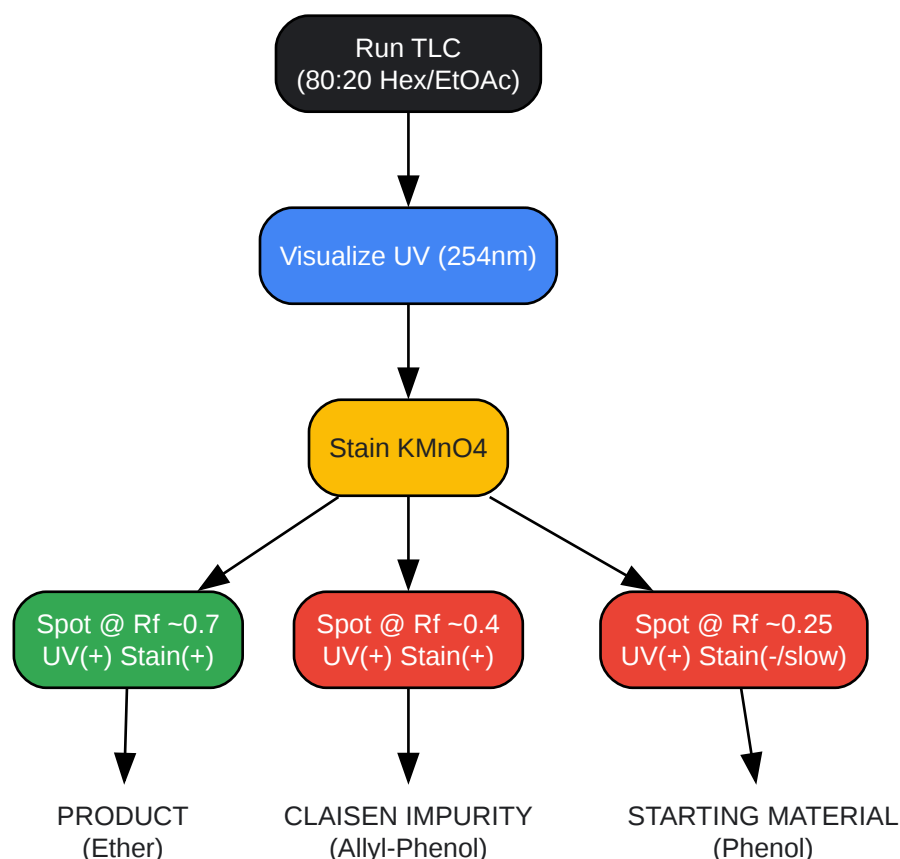 Run TLC
(80:20 Hex/EtOAc)
Visualize UV (254nm)
Stain KMnO4
Spot @ Rf ~0.7
UV(+) Stain(+)
Spot @ Rf ~0.4
UV(+) Stain(+)
Spot @ Rf ~0.25
UV(+) Stain(-/slow)
PRODUCT
(Ether)
CLAISEN IMPURITY
(Allyl-Phenol)
STARTING MATERIAL
(Phenol)